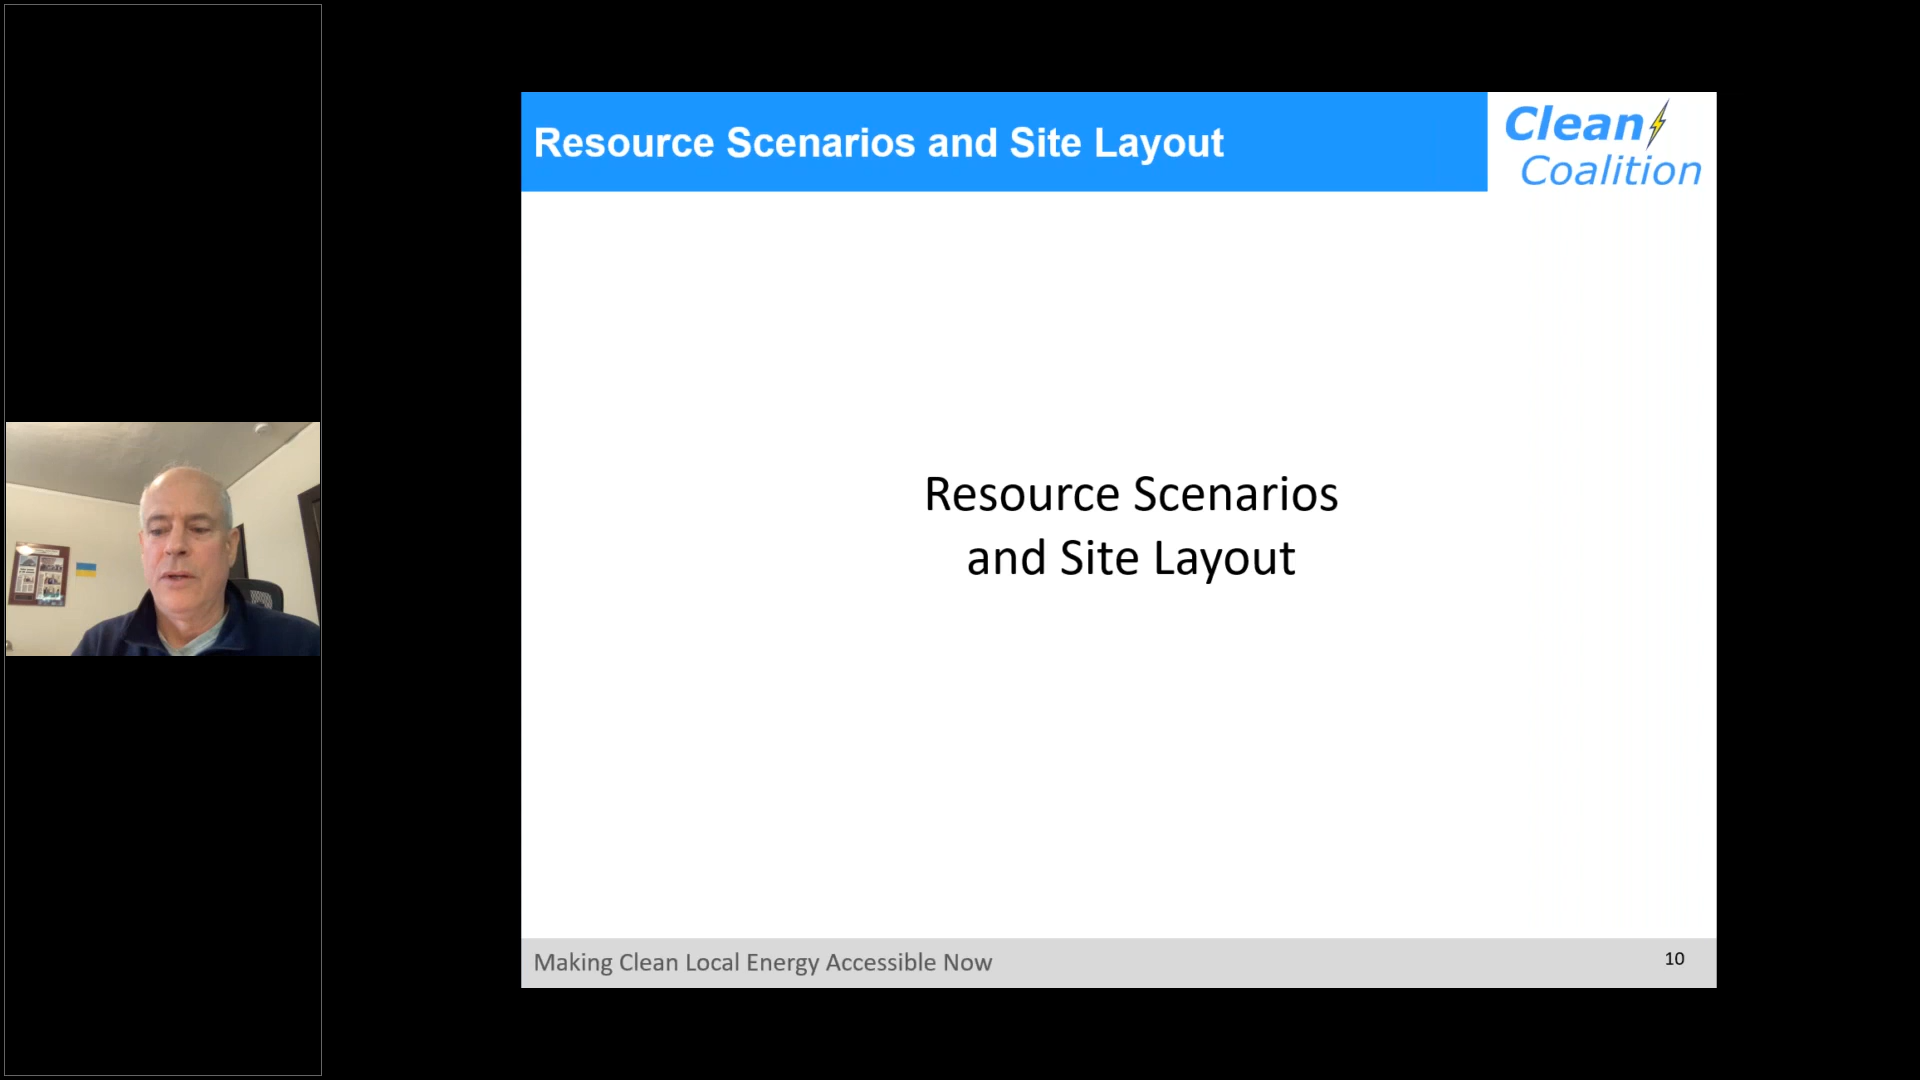 Resource Scenarios and Site Layout
Clean
Coalition
Resource Scenarios
and Site Layout
Making Clean Local Energy Accessible Now
10